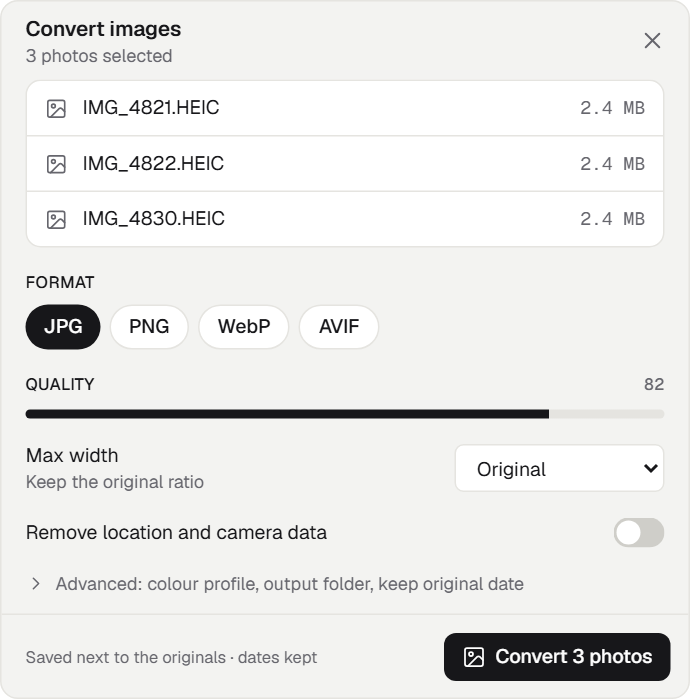 Convert images
3 photos selected
IMG_4821.HEIC 2.4 MB
IMG_4822.HEIC 2.4 MB
IMG_4830.HEIC 2.4 MB
FORMAT
JPG PNG WebP AVIF
QUALITY 82
Max width
Keep the original ratio
Original
Remove location and camera data
Advanced: colour profile, output folder, keep original date
Saved next to the originals · dates kept
Convert 3 photos